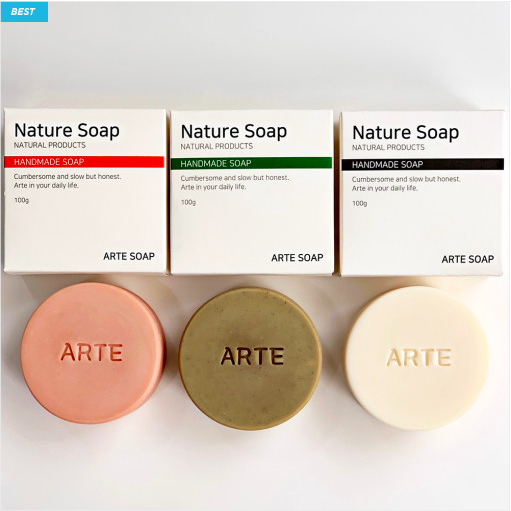 BEST
Nature Soap
NATURAL PRODUCTS
HANDMADE SOAP
Cumbersome and slow but honest.
Arte in your daily life.
100g
ARTE SOAP
Nature Soap
NATURAL PRODUCTS
HANDMADE SOAP
Cumbersome and slow but honest.
Arte in your daily life.
100g
ARTE SOAP
Nature Soap
NATURAL PRODUCTS
HANDMADE SOAP
Cumbersome and slow but honest.
Arte in your daily life.
100g
ARTE SOAP
ARTE
ARTE
ARTE